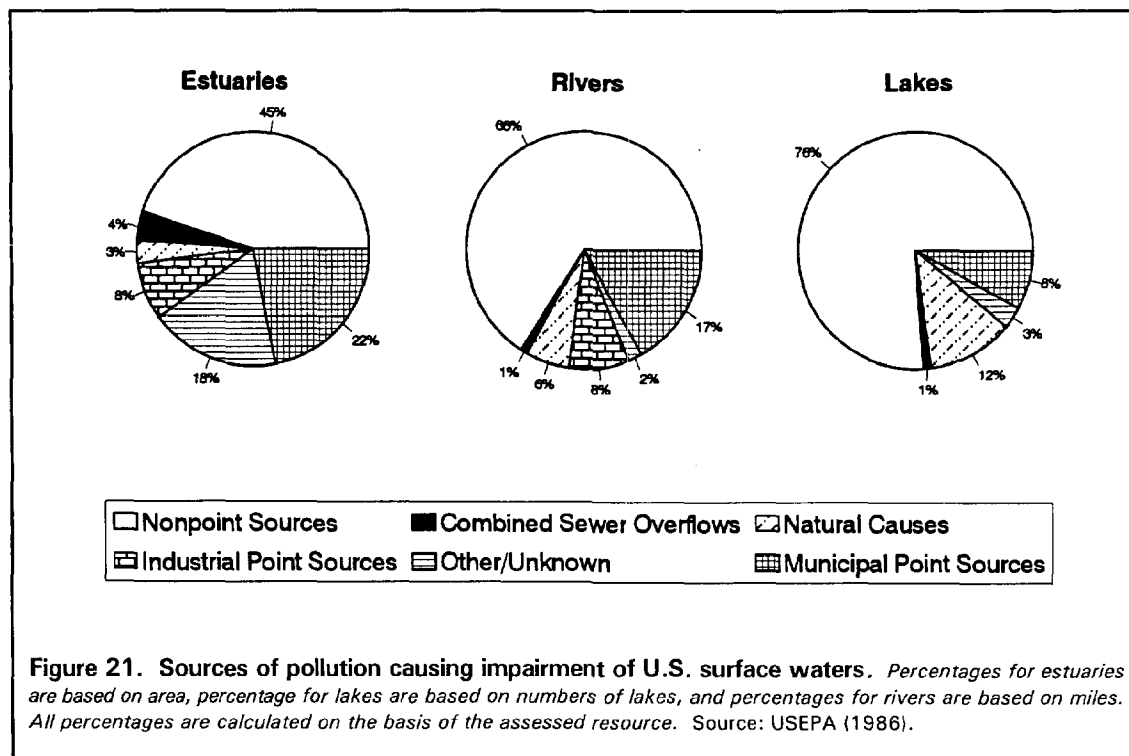 Estuaries
Rivers
Lakes
45%
4%
3%
8%
18%
22%
66%
1%
6%
8%
2%
17%
76%
8%
3%
12%
1%
Nonpoint Sources
Combined Sewer Overflows
Natural Causes
Industrial Point Sources
Other/Unknown
Municipal Point Sources
Figure 21. Sources of pollution causing impairment of U.S. surface waters. Percentages for estuaries
are based on area, percentage for lakes are based on numbers of lakes, and percentages for rivers are based on miles.
All percentages are calculated on the basis of the assessed resource. Source: USEPA (1986).